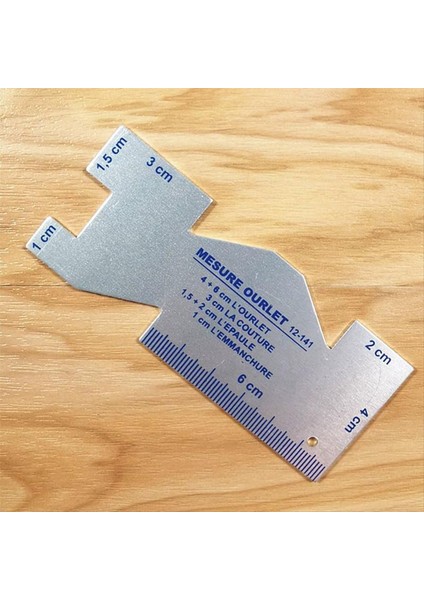 1,5 cm
3 cm
1 cm
MESURE OURLET 12-141
4 + 6 cm L'OURLET
3 cm LA COUTURE
1,5 + 2 cm L'EPAULE
1 cm L'EMMANCHURE
2 cm
6 cm
4 cm